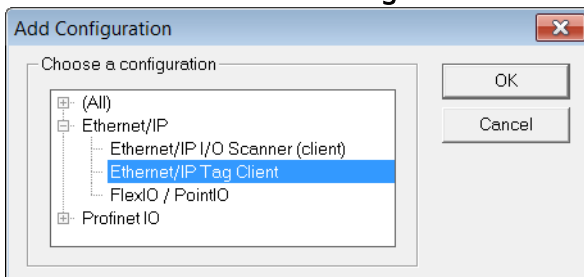 Add Configuration
Choose a configuration
OK
(All)
Ethernet/IP
Cancel
Ethernet/IP I/O Scanner (client)
Ethernet/IP Tag Client
FlexIO / PointIO
Profinet IO